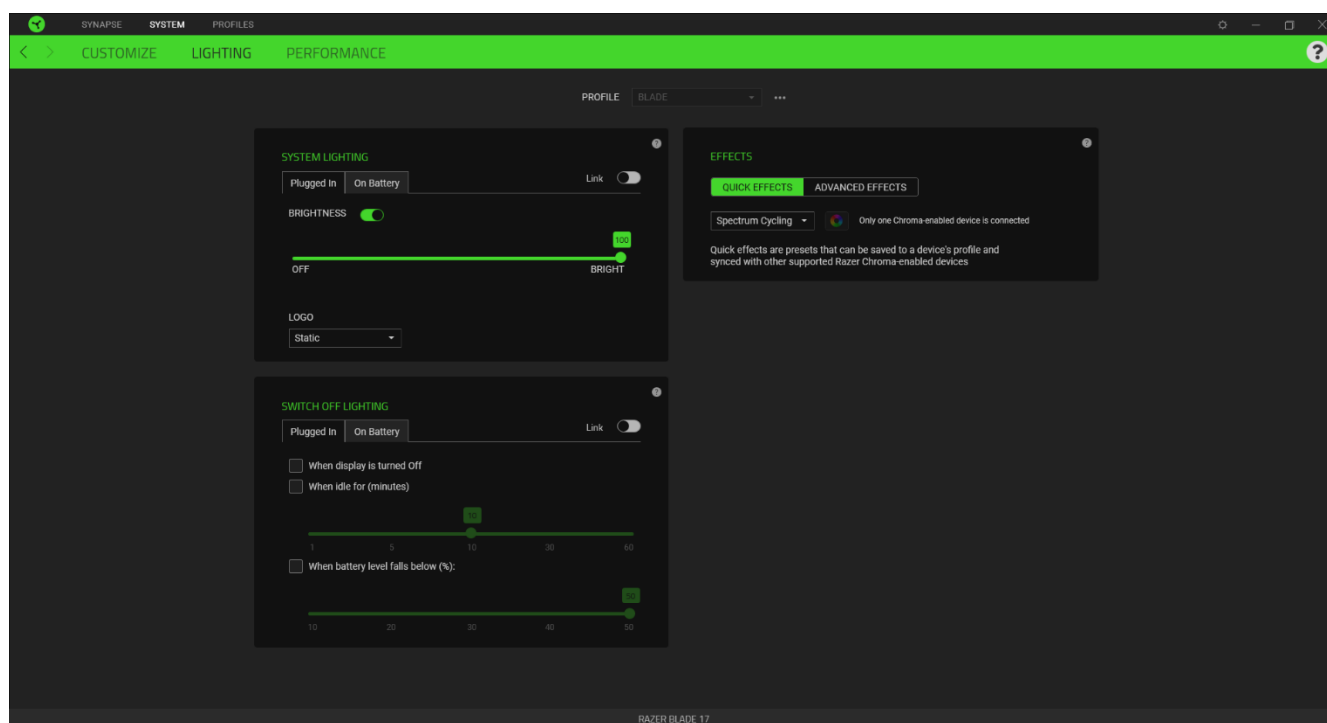 SYNAPSE SYSTEM PROFILES
CUSTOMIZE LIGHTING PERFORMANCE
?
PROFILE BLADE
SYSTEM LIGHTING
Plugged In On Battery Link
BRIGHTNESS
100
OFF BRIGHT
LOGO
Static
SWITCH OFF LIGHTING
Plugged In On Battery Link
When display is turned Off
When idle for (minutes)
10
1 5 10 30 60
When battery level falls below (%):
50
10 20 30 40 50
EFFECTS
QUICK EFFECTS ADVANCED EFFECTS
Spectrum Cycling Only one Chroma-enabled device is connected
Quick effects are presets that can be saved to a device's profile and
synced with other supported Razer Chroma-enabled devices
RAZER BLADE 17